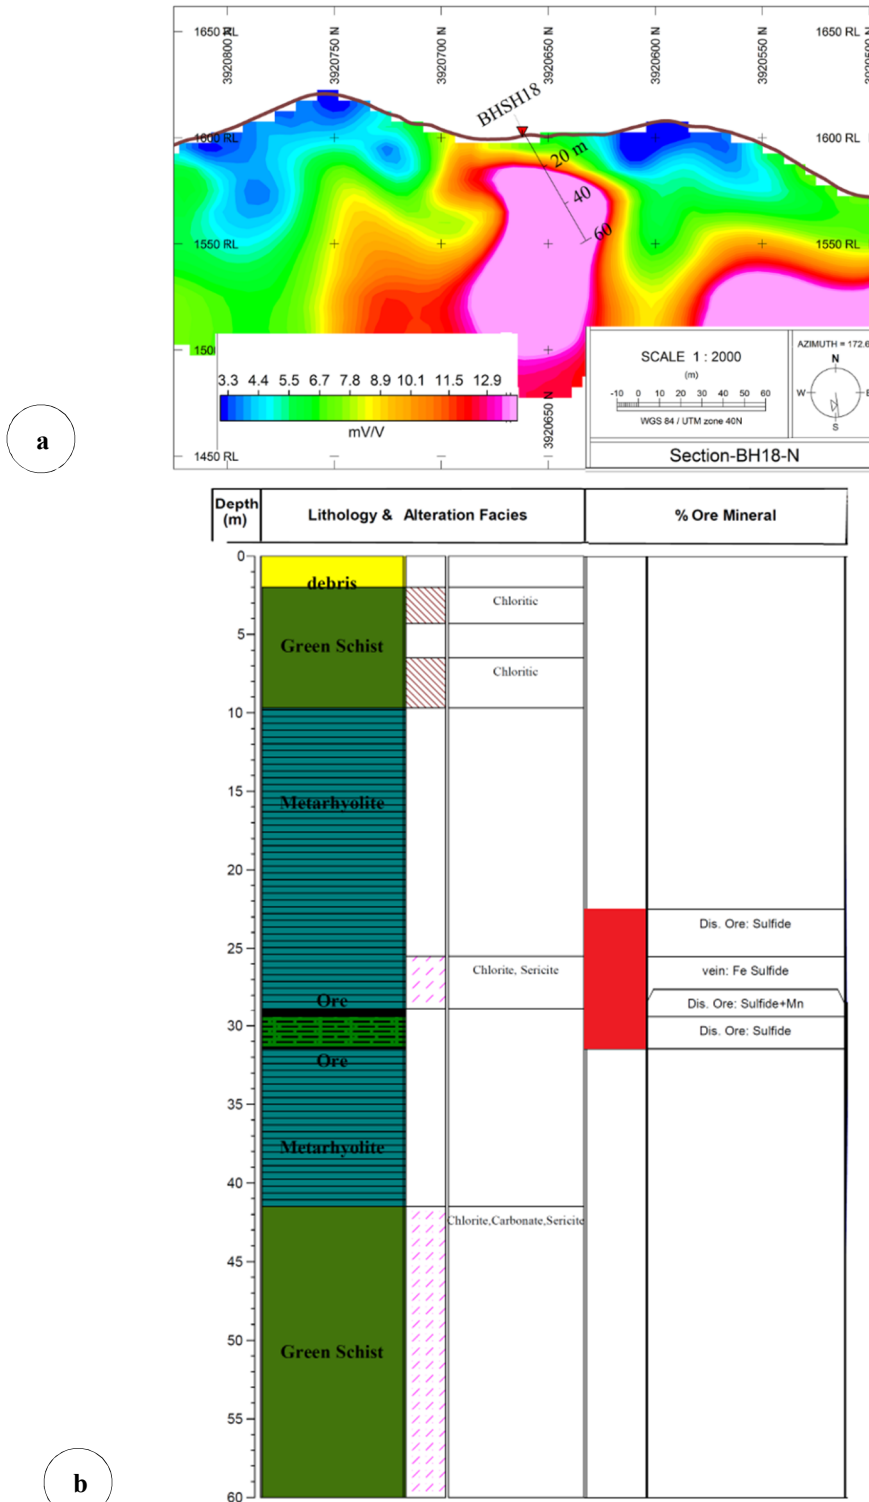 1650 RL
3920800 N
3920750 N
3920700 N
3920650 N
3920600 N
3920550 N
1650 RL
BHSH18
1600 RL
1600 RL
20 m
40
60
1550 RL
1550 RL
SCALE 1 : 2000
(m)
-10 0 10 20 30 40 50 60
WGS 84 / UTM zone 40N
AZIMUTH = 172.6
N
W
E
S
3.3 4.4 5.5 6.7 7.8 8.9 10.1 11.5 12.9
mV/V
3920650 N
1450 RL
Section-BH18-N
a
Depth
(m)
Lithology & Alteration Facies
% Ore Mineral
0
debris
Chloritic
5
Green Schist
Chloritic
10
15
Metarhyolite
20
Dis. Ore: Sulfide
25
Chlorite, Sericite
vein: Fe Sulfide
Ore
Dis. Ore: Sulfide+Mn
30
Dis. Ore: Sulfide
Ore
35
Metarhyolite
40
Chlorite,Carbonate,Sericite
45
50
Green Schist
55
60
b